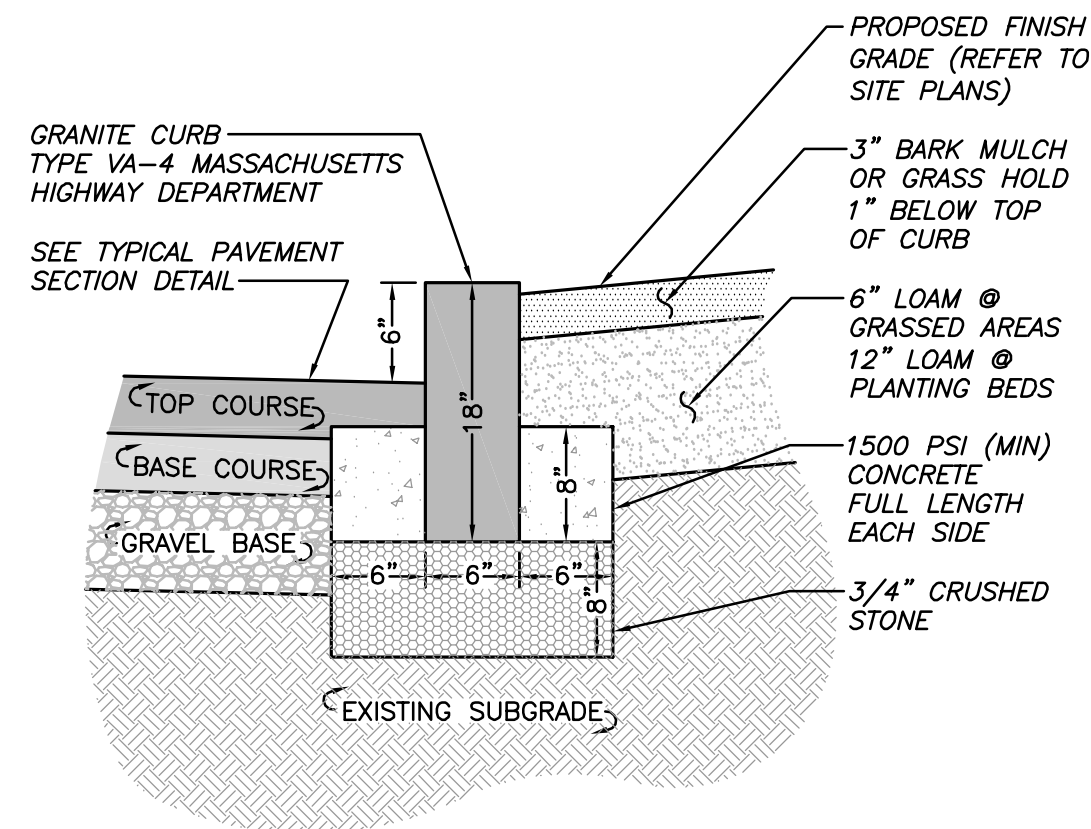 PROPOSED FINISH
GRADE (REFER TO
SITE PLANS)
GRANITE CURB
TYPE VA-4 MASSACHUSETTS
HIGHWAY DEPARTMENT
3" BARK MULCH
OR GRASS HOLD
1" BELOW TOP
OF CURB
SEE TYPICAL PAVEMENT
SECTION DETAIL
6" LOAM @
GRASSED AREAS
12" LOAM @
PLANTING BEDS
6"
18"
TOP COURSE
BASE COURSE
8"
1500 PSI (MIN)
CONCRETE
FULL LENGTH
EACH SIDE
GRAVEL BASE
6"
6"
6"
8"
3/4" CRUSHED
STONE
EXISTING SUBGRADE